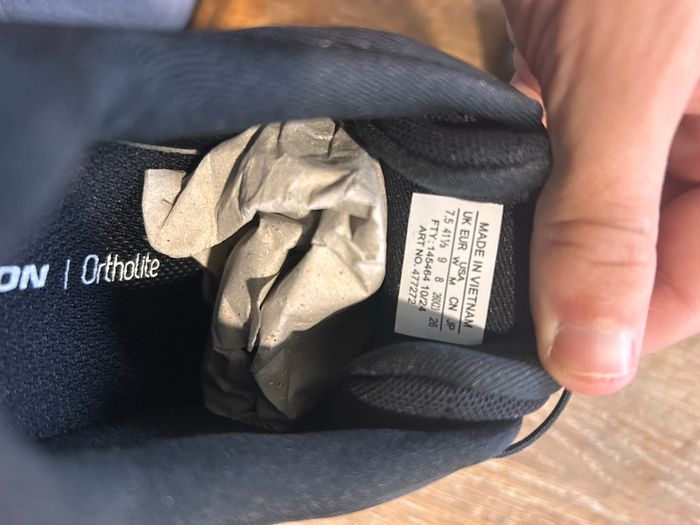 ON | Ortholite
MADE IN VIETNAM
UK EUR USA
W M CN JP
7.5 41⅓ 9 8 260(2) 26
FTY: 145464 10/24
ART NO. 477272